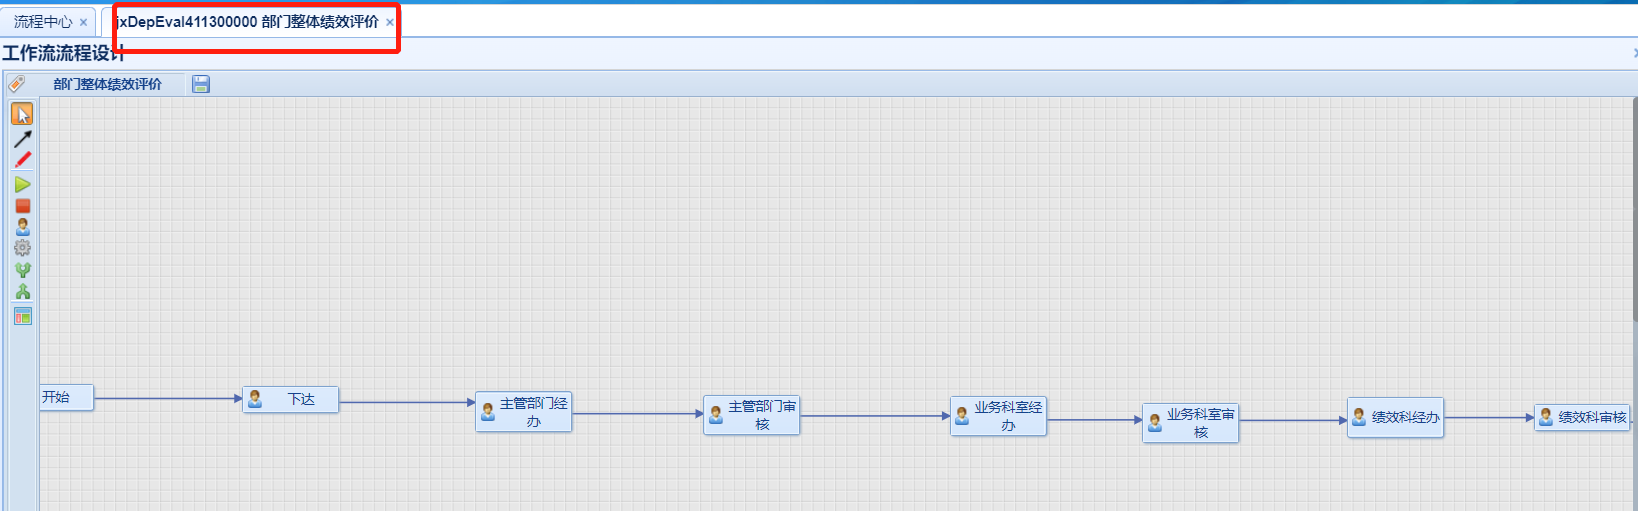 流程中心 ×
jxDepEval411300000 部门整体绩效评价 ×
工作流流程设计
部门整体绩效评价
开始
下达
主管部门经
办
主管部门审
核
业务科室经
办
业务科室审
核
绩效科经办
绩效科审核